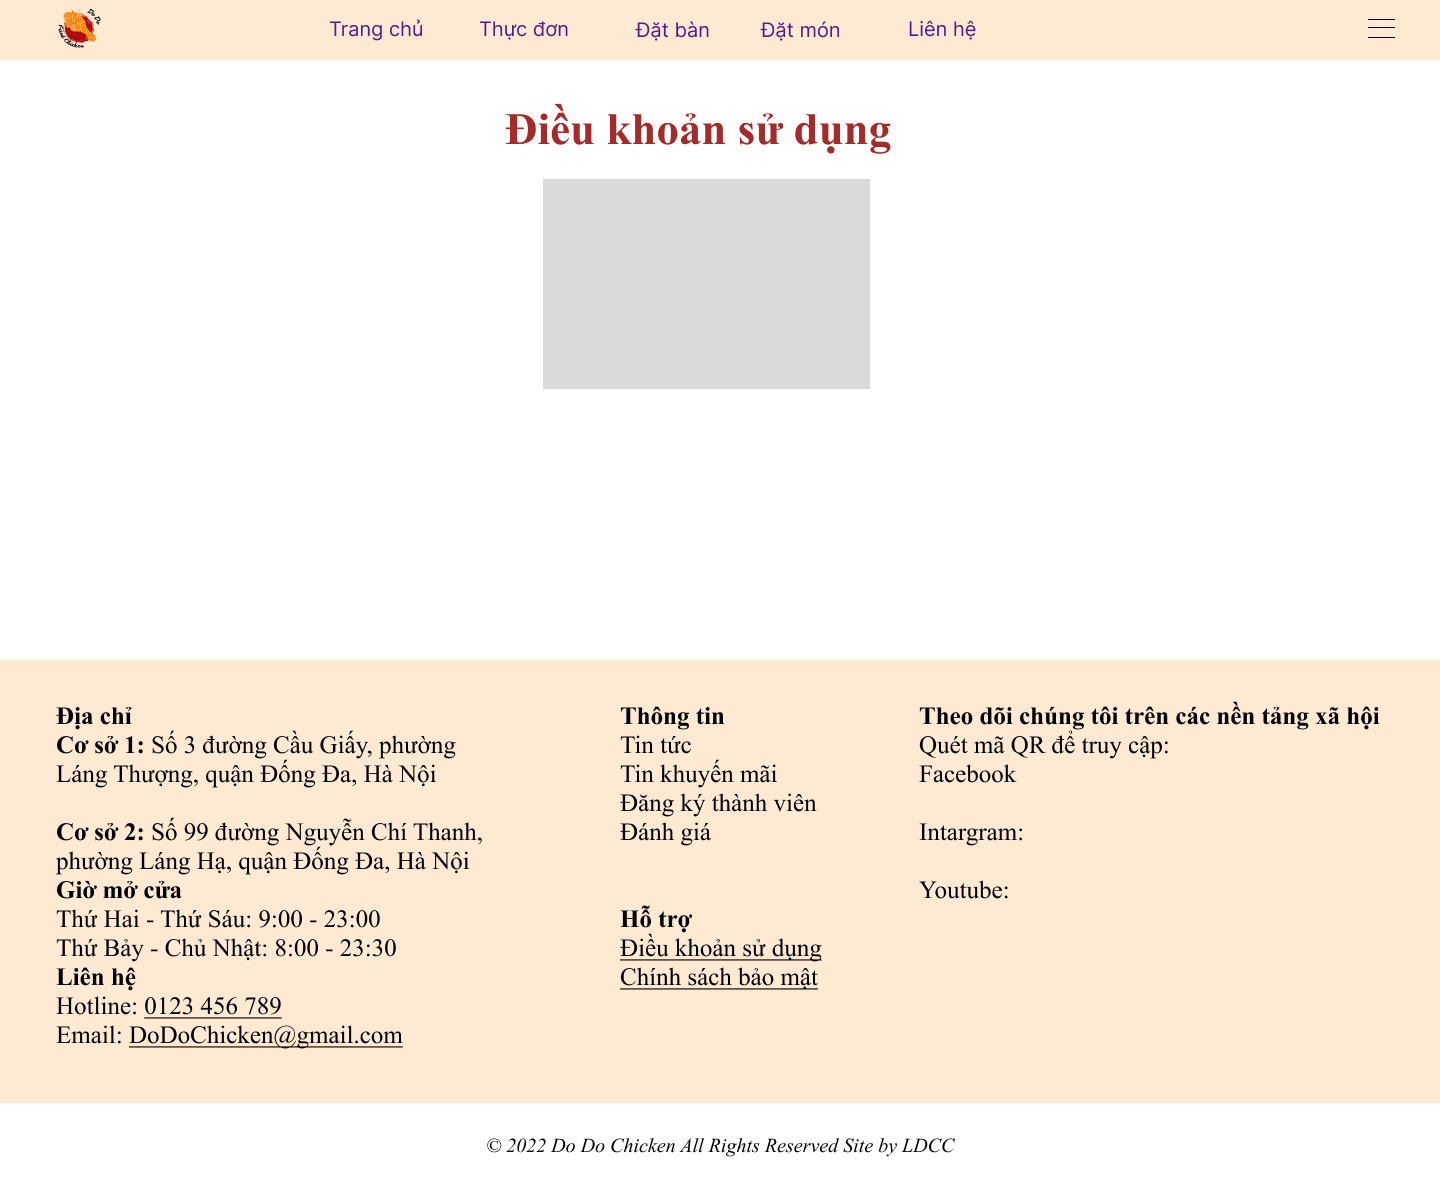 Do Do
Fried Chicken
Trang chủ
Thực đơn
Đặt bàn
Đặt món
Liên hệ
Điều khoản sử dụng
Địa chỉ
Cơ sở 1: Số 3 đường Cầu Giấy, phường
Láng Thượng, quận Đống Đa, Hà Nội
Cơ sở 2: Số 99 đường Nguyễn Chí Thanh,
phường Láng Hạ, quận Đống Đa, Hà Nội
Giờ mở cửa
Thứ Hai - Thứ Sáu: 9:00 - 23:00
Thứ Bảy - Chủ Nhật: 8:00 - 23:30
Liên hệ
Hotline: 0123 456 789
Email: DoDoChicken@gmail.com
Thông tin
Tin tức
Tin khuyến mãi
Đăng ký thành viên
Đánh giá
Hỗ trợ
Điều khoản sử dụng
Chính sách bảo mật
Theo dõi chúng tôi trên các nền tảng xã hội
Quét mã QR để truy cập:
Facebook
Intargram:
Youtube:
© 2022 Do Do Chicken All Rights Reserved Site by LDCC